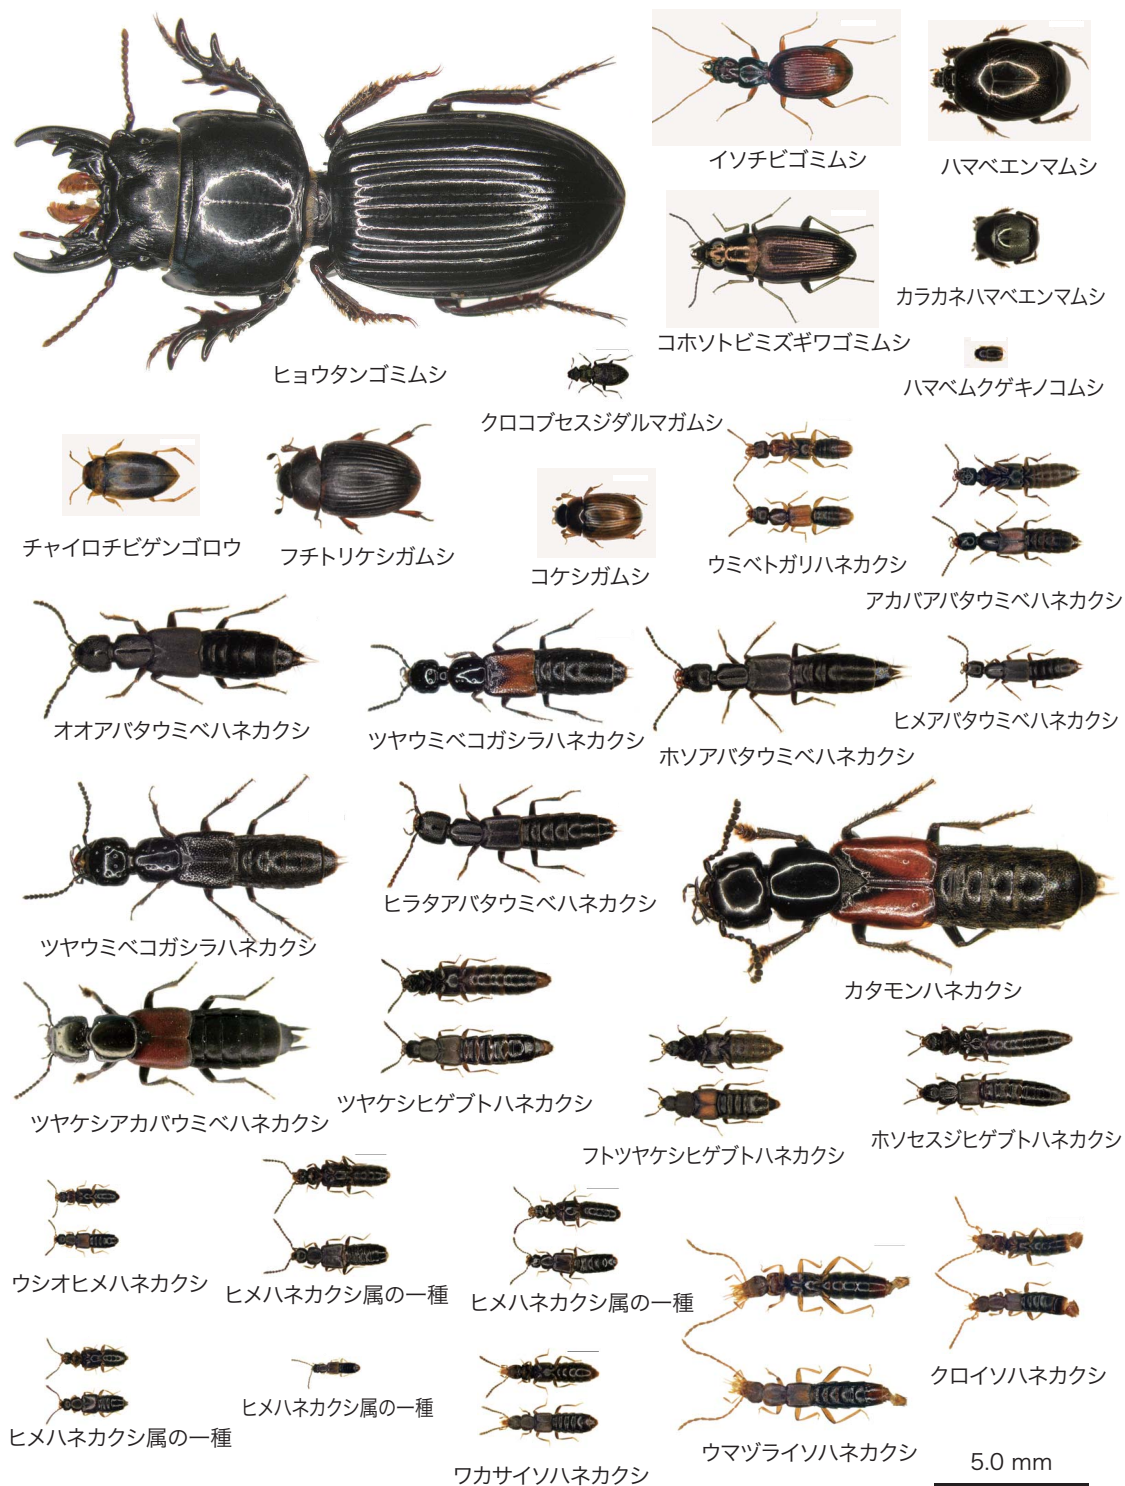 イソチビゴミムシ
ハマベエンマムシ
カラカネハマベエンマムシ
コホソトビミズギワゴミムシ
ヒョウタンゴミムシ
ハマベムクゲキノコムシ
クロコブセスジダルマガムシ
チャイロチビゲンゴロウ
フチトリケシガムシ
コケシガムシ
ウミベトガリハネカクシ
アカバアバタウミベハネカクシ
オオアバタウミベハネカクシ
ツヤウミベコガシラハネカクシ
ホソアバタウミベハネカクシ
ヒメアバタウミベハネカクシ
ツヤウミベコガシラハネカクシ
ヒラタアバタウミベハネカクシ
カタモンハネカクシ
ツヤケシアカバウミベハネカクシ
ツヤケシヒゲブトハネカクシ
フトツヤケシヒゲブトハネカクシ
ホソセスジヒゲブトハネカクシ
ウシオヒメハネカクシ
ヒメハネカクシ属の一種
ヒメハネカクシ属の一種
クロイソハネカクシ
ヒメハネカクシ属の一種
ヒメハネカクシ属の一種
ワカサイソハネカクシ
ウマヅライソハネカクシ
5.0 mm